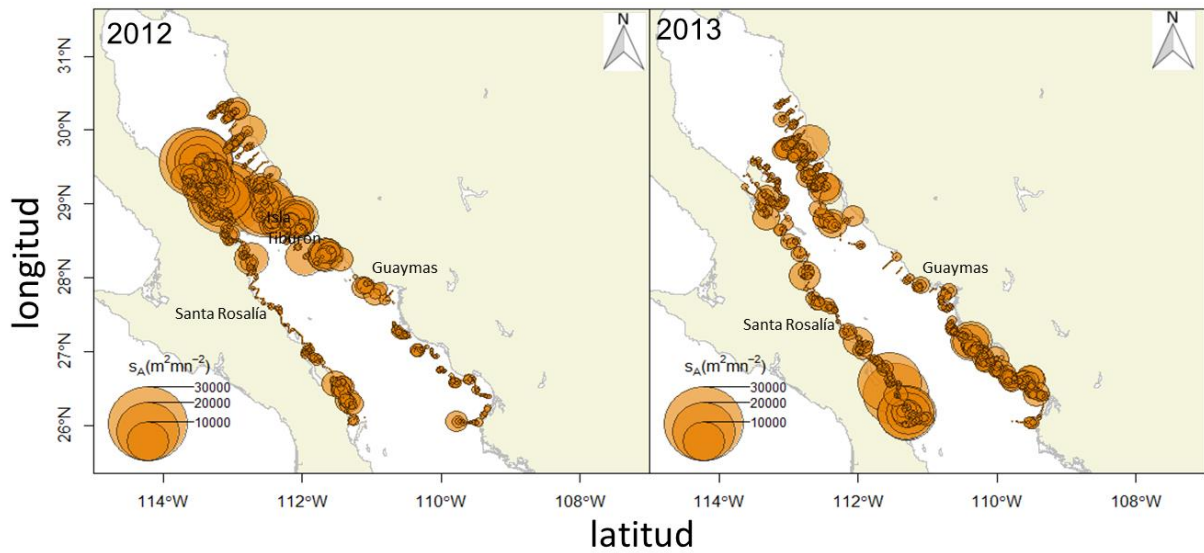 2012
N
2013
N
31°N
30°N
29°N
28°N
27°N
26°N
longitud
Isla
Tiburón
Guaymas
Santa Rosalía
Guaymas
Santa Rosalía
sA(m²mn⁻²)
30000
20000
10000
sA(m²mn⁻²)
30000
20000
10000
114°W 112°W 110°W 108°W 114°W 112°W 110°W 108°W
latitud